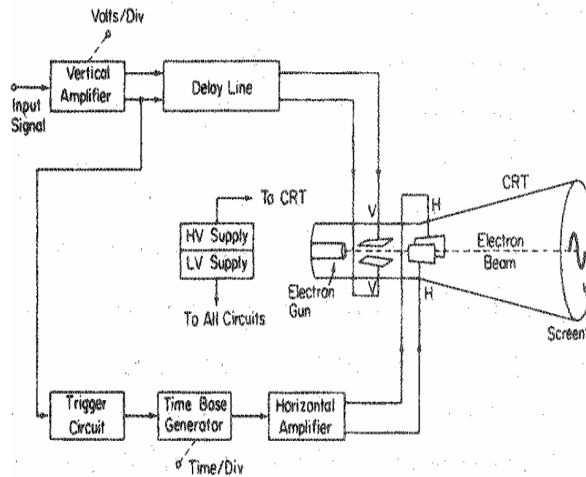 Volts/Div
Vertical
Amplifier
Delay Line
Input
Signal
To CRT
HV Supply
LV Supply
To All Circuits
V
H
CRT
Electron
Beam
Electron
Gun
V
H
Screen
Trigger
Circuit
Time Base
Generator
Horizontal
Amplifier
Time/Div